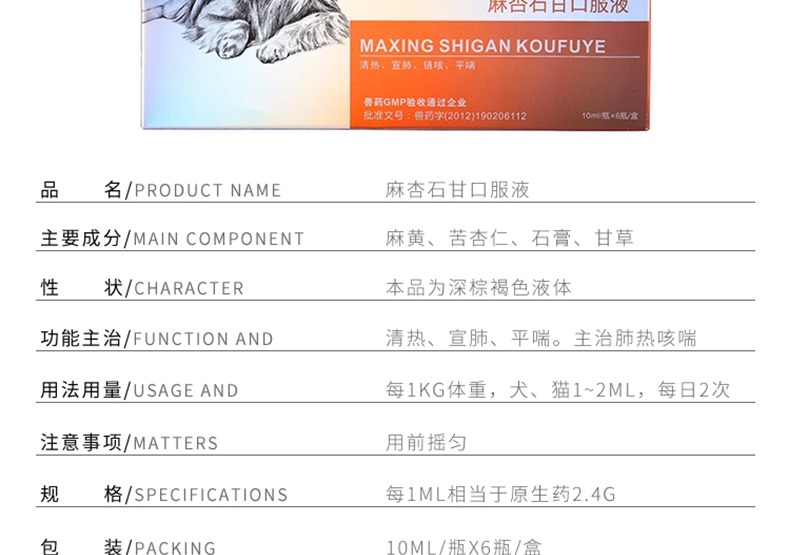 麻杏石甘口服液
MAXING SHIGAN KOUFUYE
清热、宣肺、镇咳、平喘
兽药GMP验收通过企业
批准文号：兽药字(2012)190206112
10ml/瓶×6瓶/盒
品 名/PRODUCT NAME 麻杏石甘口服液
主要成分/MAIN COMPONENT 麻黄、苦杏仁、石膏、甘草
性 状/CHARACTER 本品为深棕褐色液体
功能主治/FUNCTION AND 清热、宣肺、平喘。主治肺热咳喘
用法用量/USAGE AND 每1KG体重，犬、猫1~2ML，每日2次
注意事项/MATTERS 用前摇匀
规 格/SPECIFICATIONS 每1ML相当于原生药2.4G
包 装/PACKING 10ML/瓶X6瓶/盒